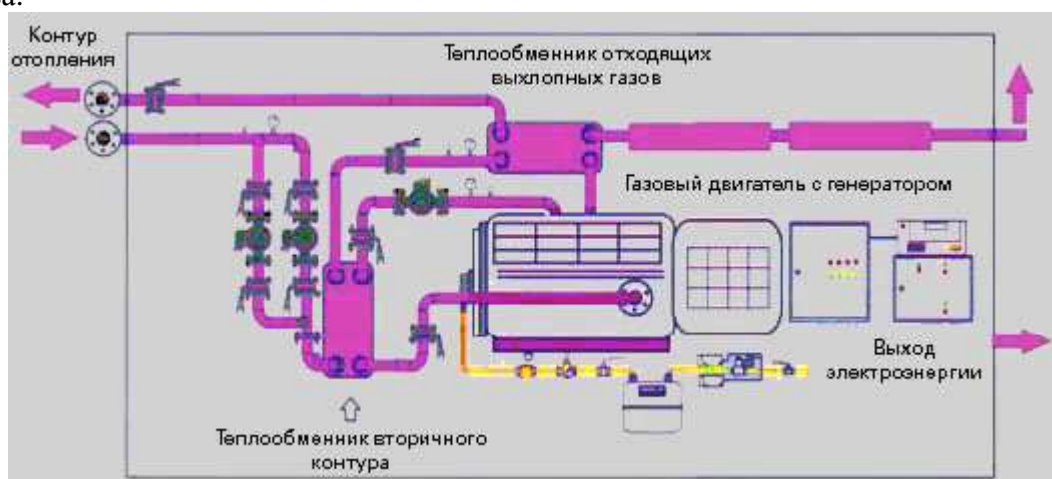 Контур
отопления
Теплообменник отходящих
выхлопных газов
Газовый двигатель с генератором
Выход
электроэнергии
Теплообменник вторичного
контура